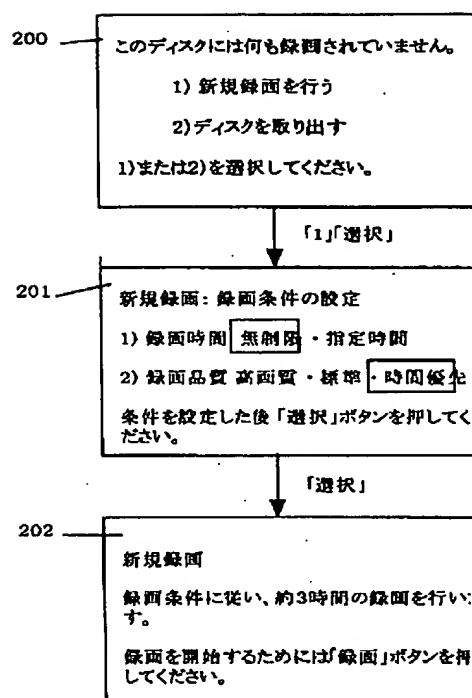 200
このディスクには何も録画されていません。
1) 新規録画を行う
2)ディスクを取り出す
1)または2)を選択してください。
「1」「選択」
201
新規録画: 録画条件の設定
1) 録画時間 無制限・指定時間
2) 録画品質 高画質・標準・時間優先
条件を設定した後「選択」ボタンを押してく
ださい。
「選択」
202
新規録画
録画条件に従い、約3時間の録画を行い
す。
録画を開始するためには「録画」ボタンを押
してください。